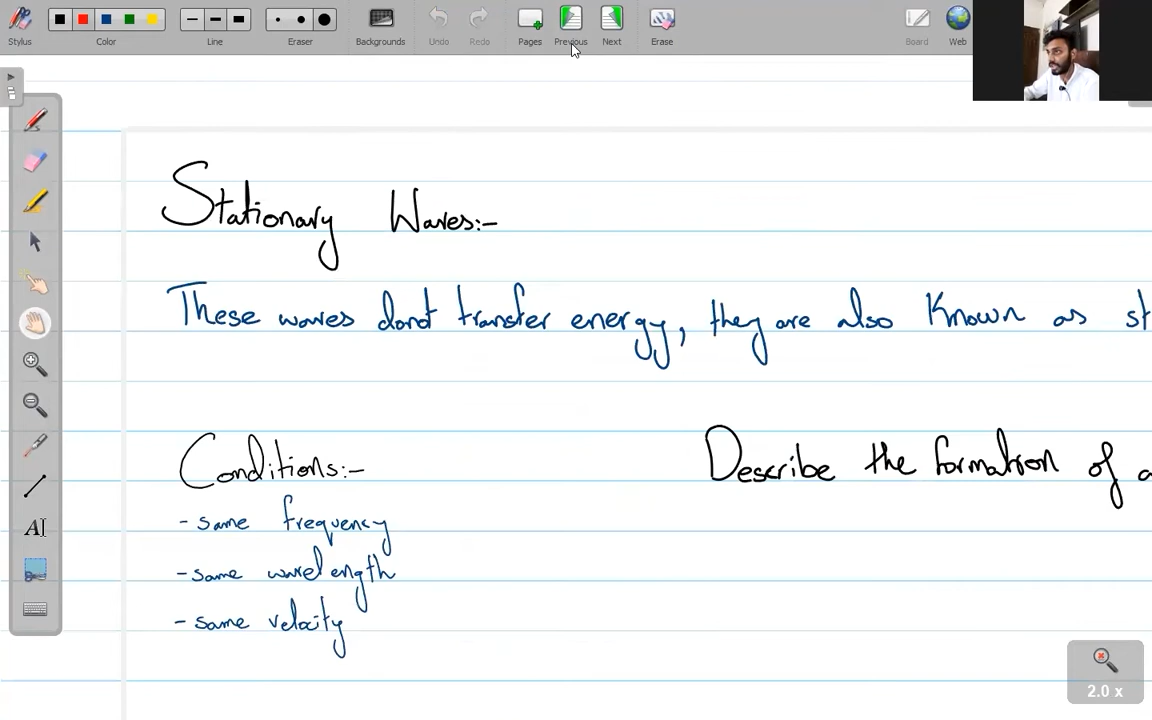 Stylus Color Line Eraser Backgrounds Undo Redo Pages Previous Next Erase Board Web
Stationary Waves:-
These waves dont transfer energy, they are also Known as st
Conditions:-
Describe the formation of a
- same frequency
- same wavelength
- same velocity
2.0 x